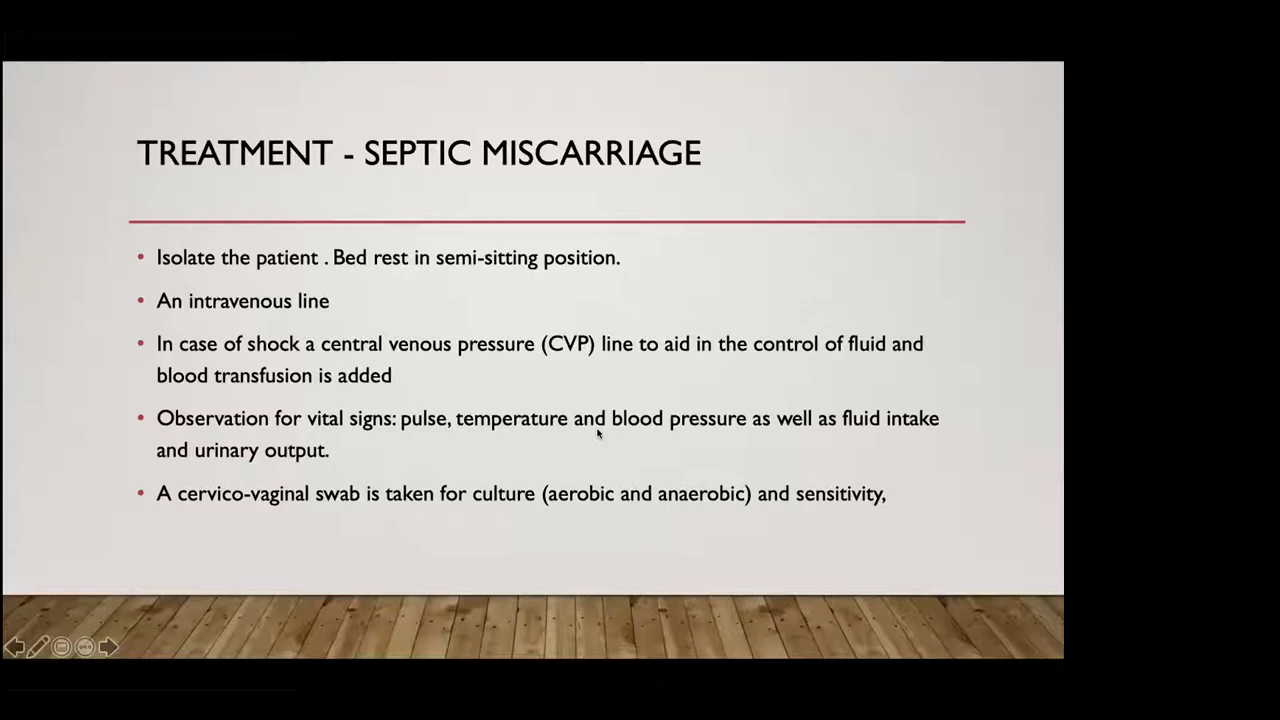 TREATMENT - SEPTIC MISCARRIAGE
• Isolate the patient . Bed rest in semi-sitting position.
• An intravenous line
• In case of shock a central venous pressure (CVP) line to aid in the control of fluid and
blood transfusion is added
• Observation for vital signs: pulse, temperature and blood pressure as well as fluid intake
and urinary output.
• A cervico-vaginal swab is taken for culture (aerobic and anaerobic) and sensitivity,